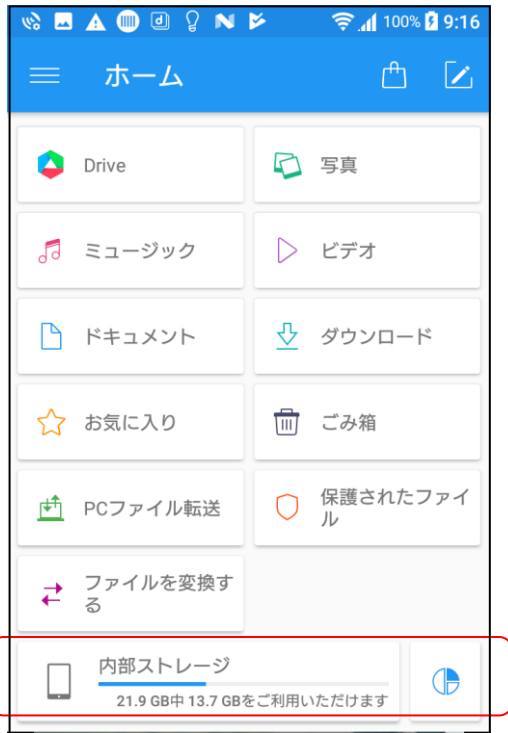 100% 9:16
ホーム
Drive
写真
ミュージック
ビデオ
ドキュメント
ダウンロード
お気に入り
ごみ箱
PCファイル転送
保護されたファイ
ル
ファイルを変換す
る
内部ストレージ
21.9 GB中 13.7 GBをご利用いただけます